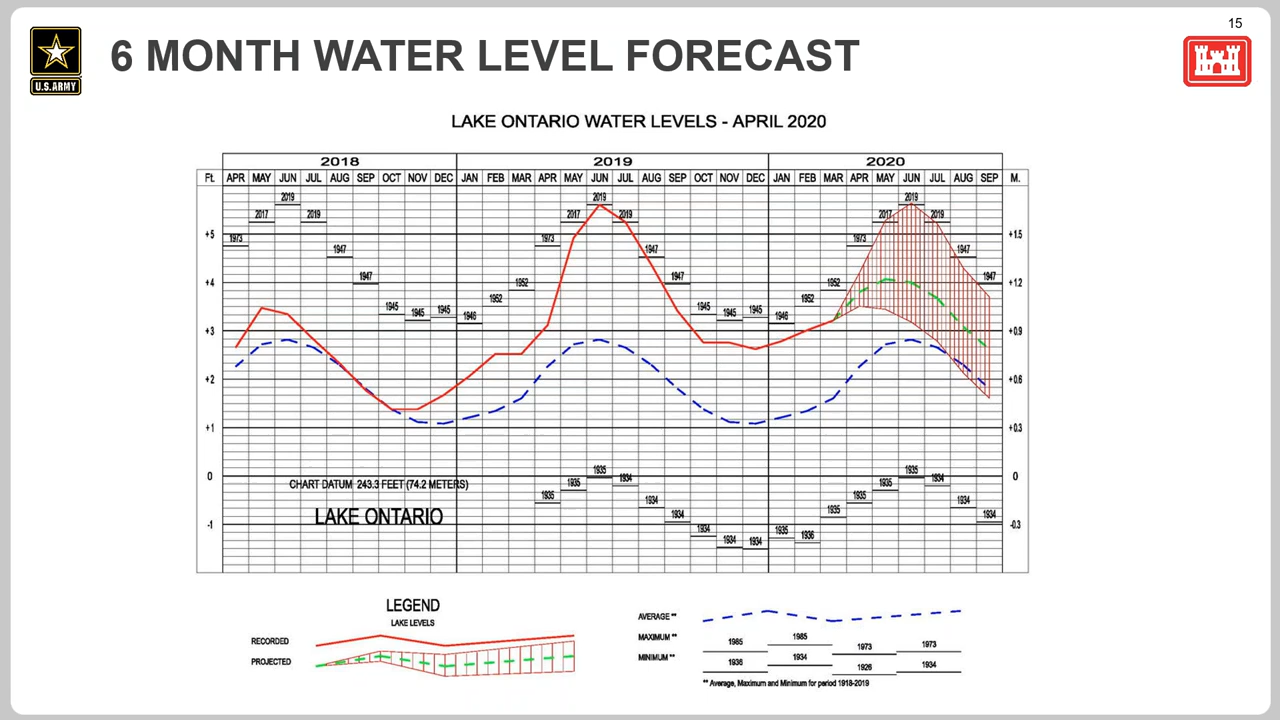 15
6 MONTH WATER LEVEL FORECAST
U.S.ARMY
LAKE ONTARIO WATER LEVELS - APRIL 2020
2018 2019 2020
Ft. APR MAY JUN JUL AUG SEP OCT NOV DEC JAN FEB MAR APR MAY JUN JUL AUG SEP OCT NOV DEC JAN FEB MAR APR MAY JUN JUL AUG SEP M.
2019 2019 2019
2017 2019 2017 2019 2017 2019
+5 1973 1973 1973 +1.5
1947 1947 1947
1947 1947 1947
+4 1952 1952 +1.2
1945 1945 1945 1952 1945 1945 1945 1952
1946 1946
+3 +0.9
+2 +0.6
+1 +0.3
0 1935 1935 0
CHART DATUM 243.3 FEET (74.2 METERS) 1935 1934 1935 1934
1935 1934 1935 1934
LAKE ONTARIO 1934 1935 1934
-1 1934 1934 1934 1935 1936 -0.3
LEGEND
LAKE LEVELS
RECORDED
PROJECTED
AVERAGE **
MAXIMUM ** 1985 1985 1973 1973
MINIMUM ** 1936 1934 1926 1934
** Average, Maximum and Minimum for period 1918-2019